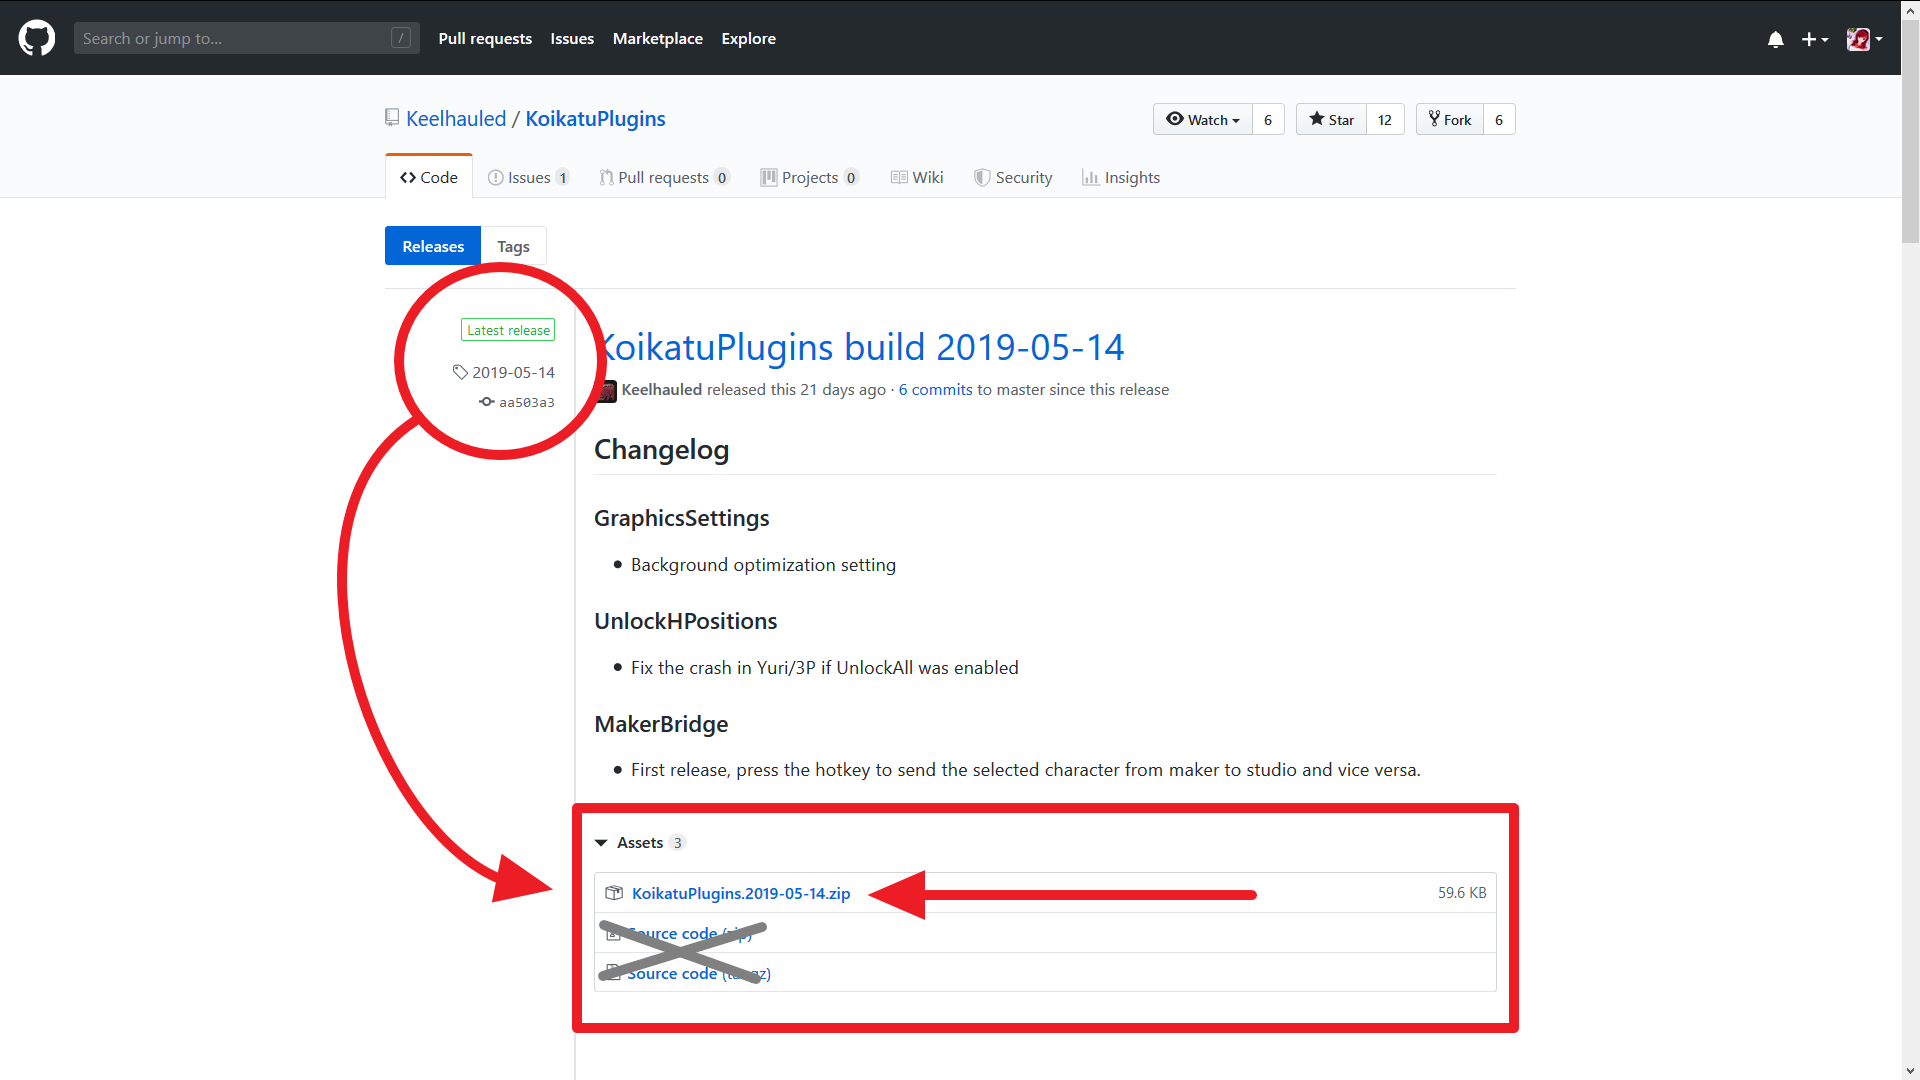 Search or jump to... /
Pull requests Issues Marketplace Explore
Keelhauled / KoikatuPlugins
Watch 6 Star 12 Fork 6
Code Issues 1 Pull requests 0 Projects 0 Wiki Security Insights
Releases Tags
Latest release
2019-05-14
aa503a3
KoikatuPlugins build 2019-05-14
Keelhauled released this 21 days ago · 6 commits to master since this release
Changelog
GraphicsSettings
• Background optimization setting
UnlockHPositions
• Fix the crash in Yuri/3P if UnlockAll was enabled
MakerBridge
• First release, press the hotkey to send the selected character from maker to studio and vice versa.
Assets 3
KoikatuPlugins.2019-05-14.zip 59.6 KB
Source code (zip)
Source code (tar.gz)